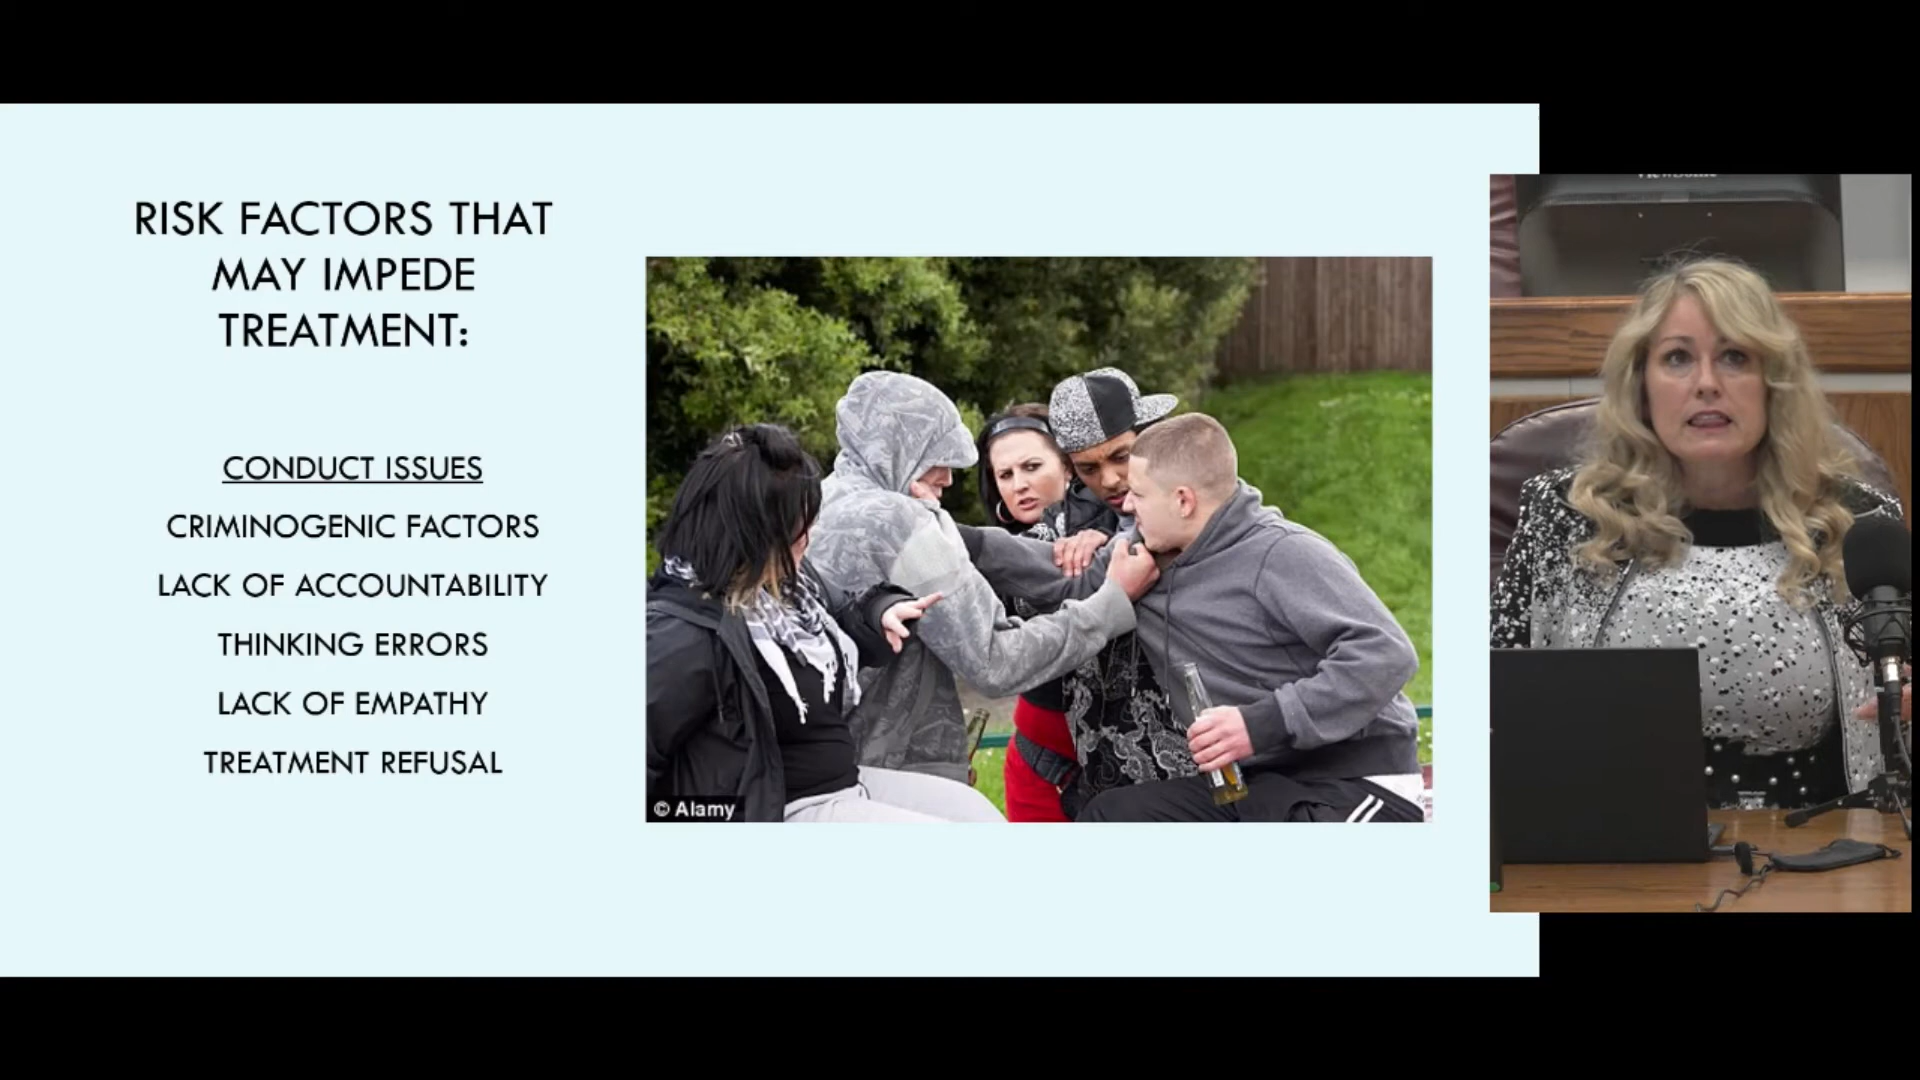 RISK FACTORS THAT
MAY IMPEDE
TREATMENT:
CONDUCT ISSUES
CRIMINOGENIC FACTORS
LACK OF ACCOUNTABILITY
THINKING ERRORS
LACK OF EMPATHY
TREATMENT REFUSAL
© Alamy